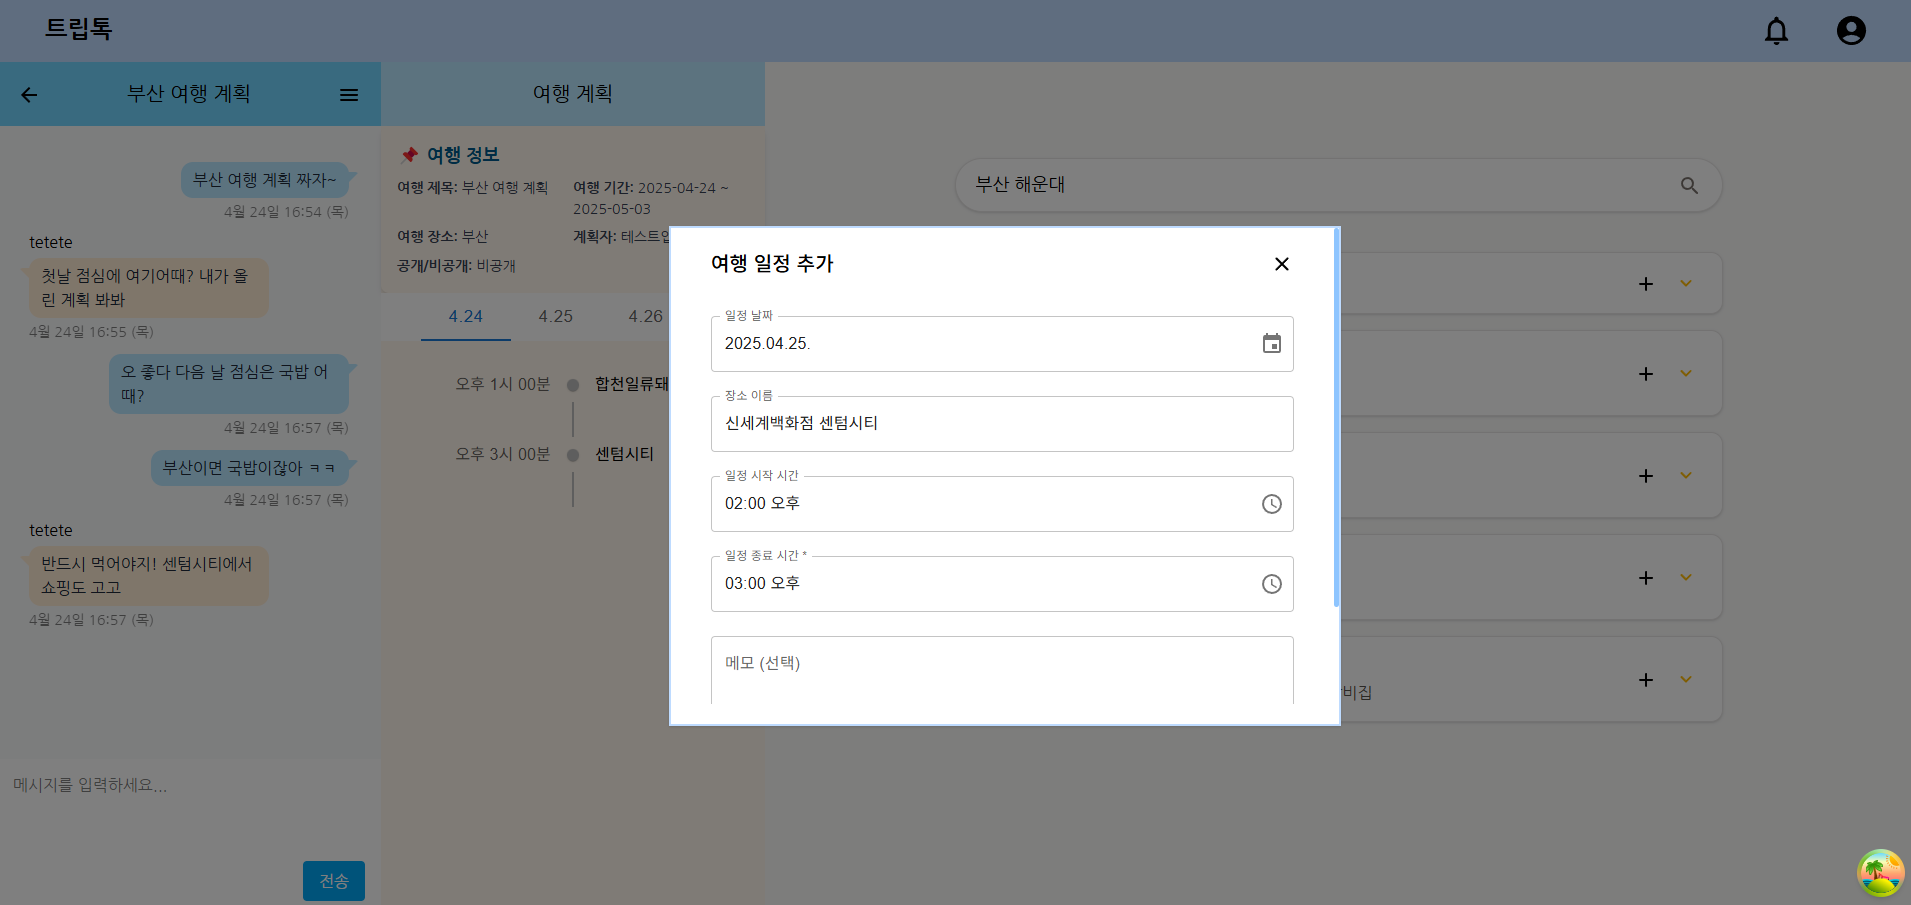 트립톡
부산 여행 계획
부산 여행 계획 짜자~
4월 24일 16:54 (목)
tetete
첫날 점심에 여기어때? 내가 올
린 계획 봐봐
4월 24일 16:55 (목)
오 좋다 다음 날 점심은 국밥 어
때?
4월 24일 16:57 (목)
부산이면 국밥이잖아 ㅋㅋ
4월 24일 16:57 (목)
tetete
반드시 먹어야지! 센텀시티에서
쇼핑도 고고
4월 24일 16:57 (목)
메시지를 입력하세요...
전송
여행 계획
📌 여행 정보
여행 제목: 부산 여행 계획
여행 기간: 2025-04-24 ~
2025-05-03
여행 장소: 부산
계획자: 테스트
공개/비공개: 비공개
4.24 4.25 4.26
오후 1시 00분 합천일류돼
오후 3시 00분 센텀시티
부산 해운대
비집
여행 일정 추가
일정 날짜
2025.04.25.
장소 이름
신세계백화점 센텀시티
일정 시작 시간
02:00 오후
일정 종료 시간 *
03:00 오후
메모 (선택)